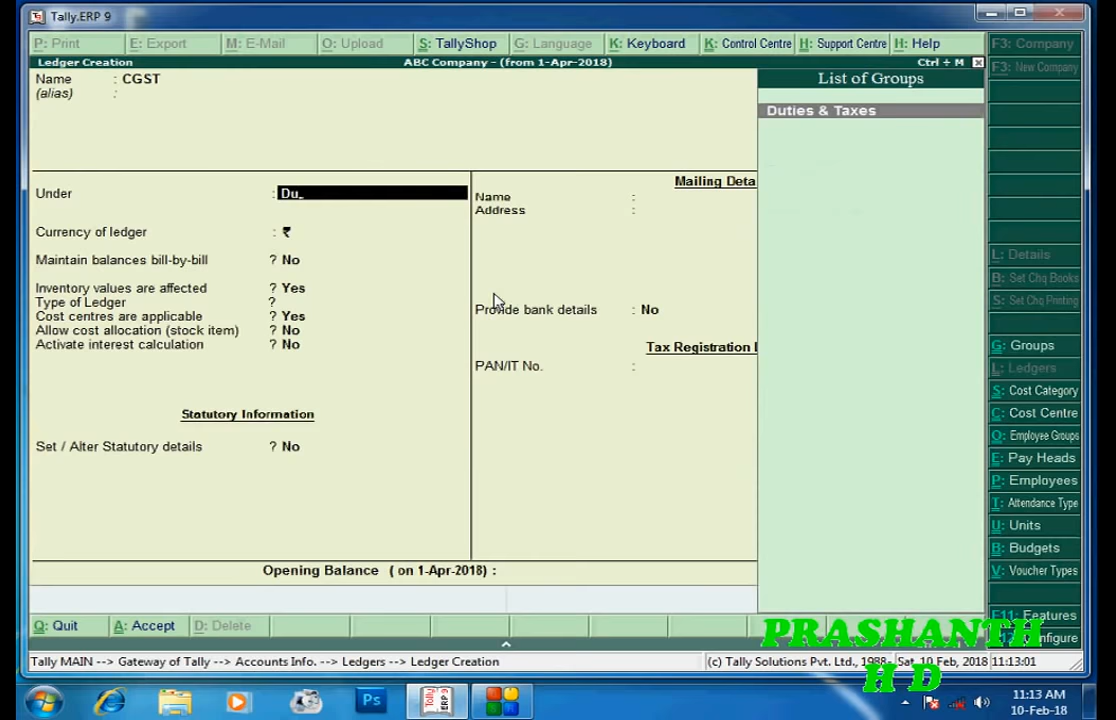 Tally.ERP 9
P: Print E: Export M: E-Mail O: Upload S: TallyShop G: Language K: Keyboard K: Control Centre H: Support Centre H: Help F3: Company
Ledger Creation ABC Company - (from 1-Apr-2018) Ctrl + M
F3: New Company
Name : CGST
(alias) :
List of Groups
Duties & Taxes
Under : Du
Mailing Deta
Name :
Address :
Currency of ledger : ₹
Maintain balances bill-by-bill ? No
Inventory values are affected ? Yes
Type of Ledger ?
Cost centres are applicable ? Yes
Allow cost allocation (stock item) ? No
Activate interest calculation ? No
Provide bank details : No
Tax Registration I
PAN/IT No. :
Statutory Information
Set / Alter Statutory details ? No
Opening Balance ( on 1-Apr-2018) :
L: Details
B: Set Chq Books
S: Set Chq Printing
G: Groups
L: Ledgers
S: Cost Category
C: Cost Centre
O: Employee Groups
E: Pay Heads
P: Employees
T: Attendance Type
U: Units
B: Budgets
V: Voucher Types
F11: Features
F12: Configure
Q: Quit A: Accept D: Delete
PRASHANTH
H D
Tally MAIN --> Gateway of Tally --> Accounts Info. --> Ledgers --> Ledger Creation (c) Tally Solutions Pvt. Ltd., 1988- Sat, 10 Feb, 2018 11:13:01
Ps
Tally
ERP 9
11:13 AM
10-Feb-18